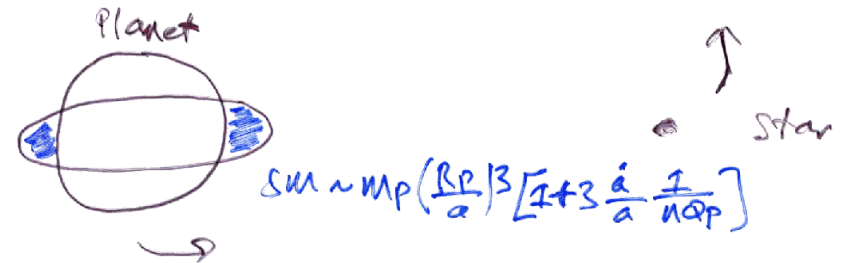 Planet
Star
δm ~ mp (Rp/a)^3 [1 + 3 ȧ/a 1/nQp]